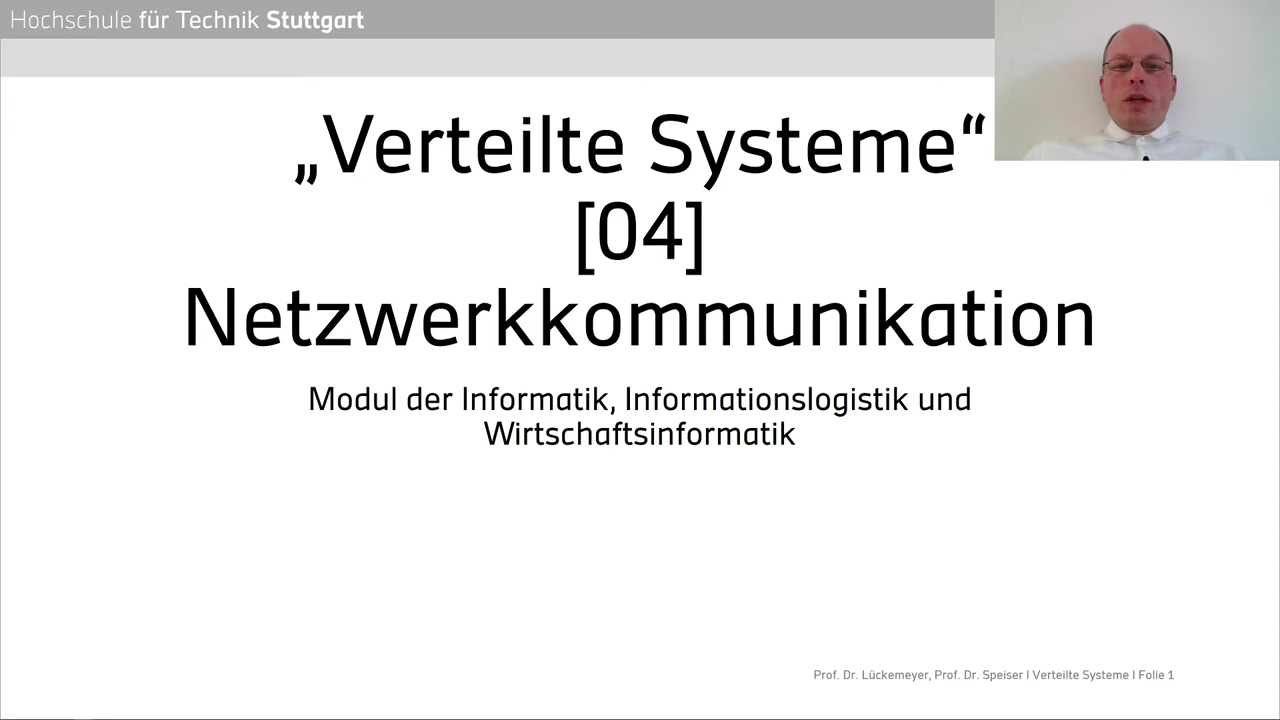 Hochschule für Technik Stuttgart
„Verteilte Systeme“
[04]
Netzwerkkommunikation
Modul der Informatik, Informationslogistik und
Wirtschaftsinformatik
Prof. Dr. Lückemeyer, Prof. Dr. Speiser I Verteilte Systeme I Folie 1